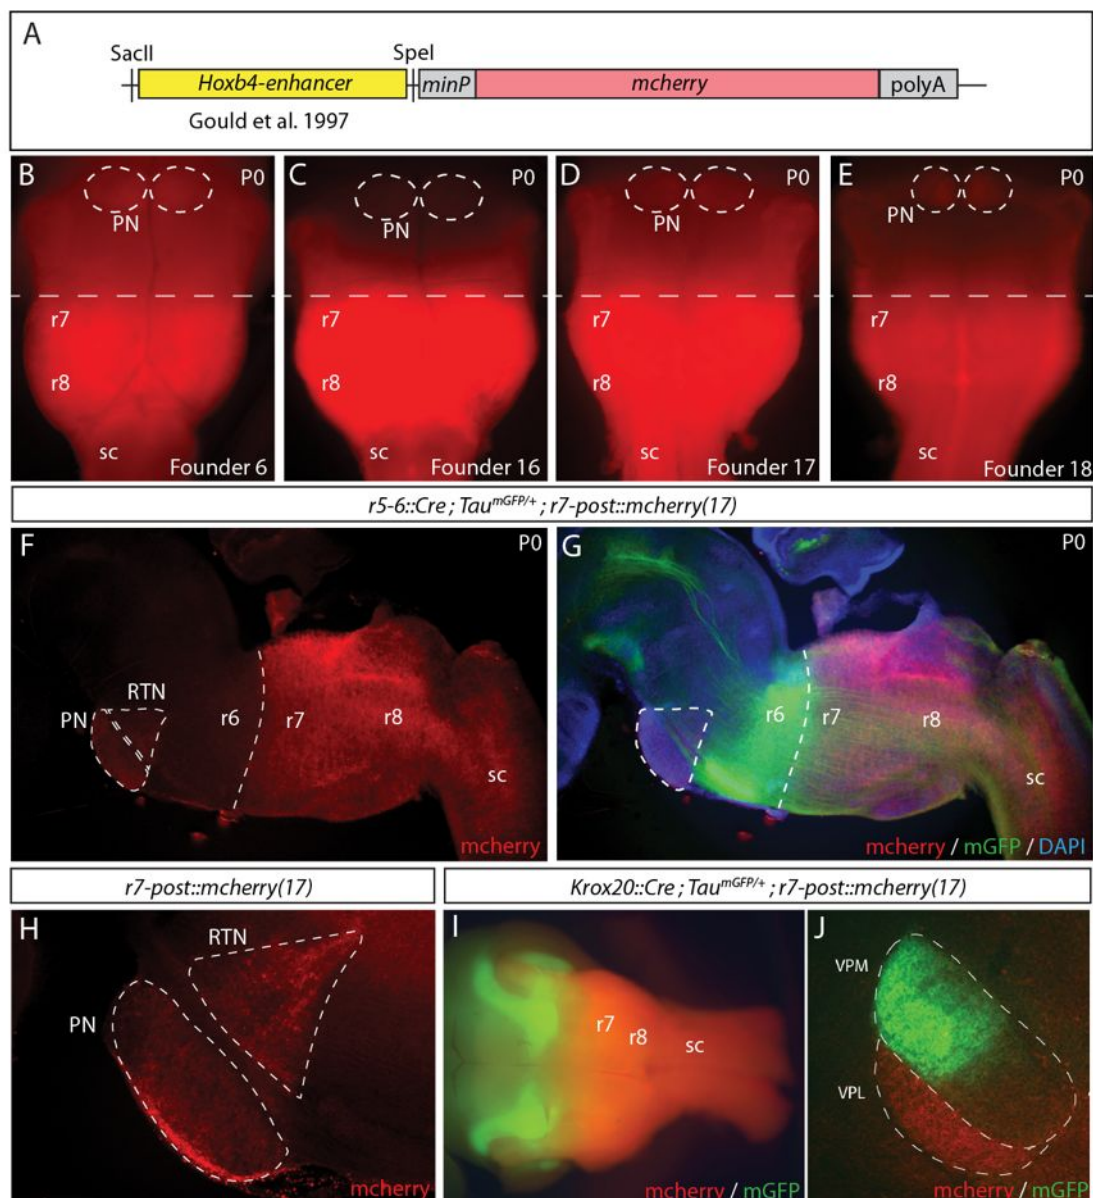 A
SacII
SpeI
Hoxb4-enhancer
minP
mcherry
polyA
Gould et al. 1997
B
P0
PN
r7
r8
sc
Founder 6
C
P0
PN
r7
r8
sc
Founder 16
D
P0
PN
r7
r8
sc
Founder 17
E
P0
PN
r7
r8
sc
Founder 18
r5-6::Cre ; Tau^mGFP/+ ; r7-post::mcherry(17)
F
P0
RTN
PN
r6
r7
r8
sc
mcherry
G
P0
r6
r7
r8
sc
mcherry / mGFP / DAPI
r7-post::mcherry(17)
H
RTN
PN
mcherry
Krox20::Cre ; Tau^mGFP/+ ; r7-post::mcherry(17)
I
r7
r8
sc
mcherry / mGFP
J
VPM
VPL
mcherry / mGFP